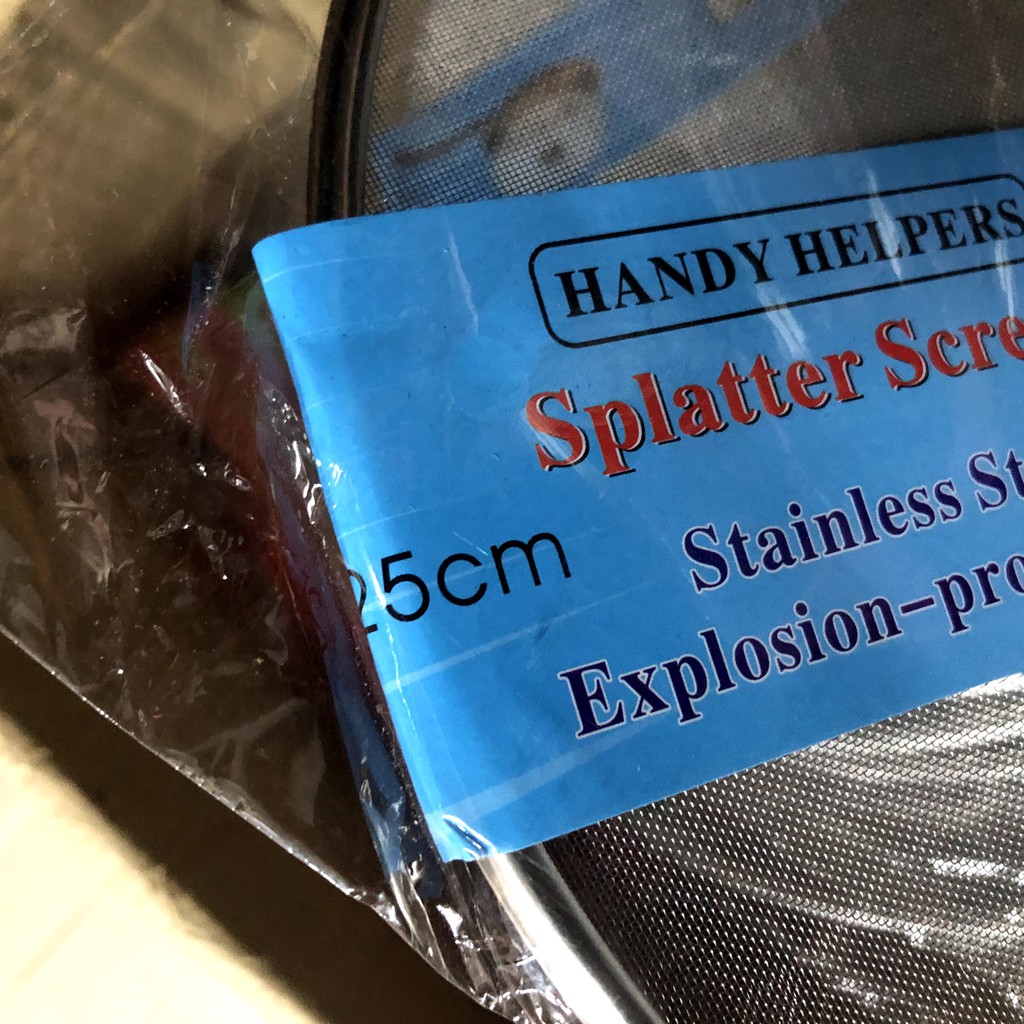 HANDY HELPERS
Splatter Scre
25cm
Stainless St
Explosion-pro